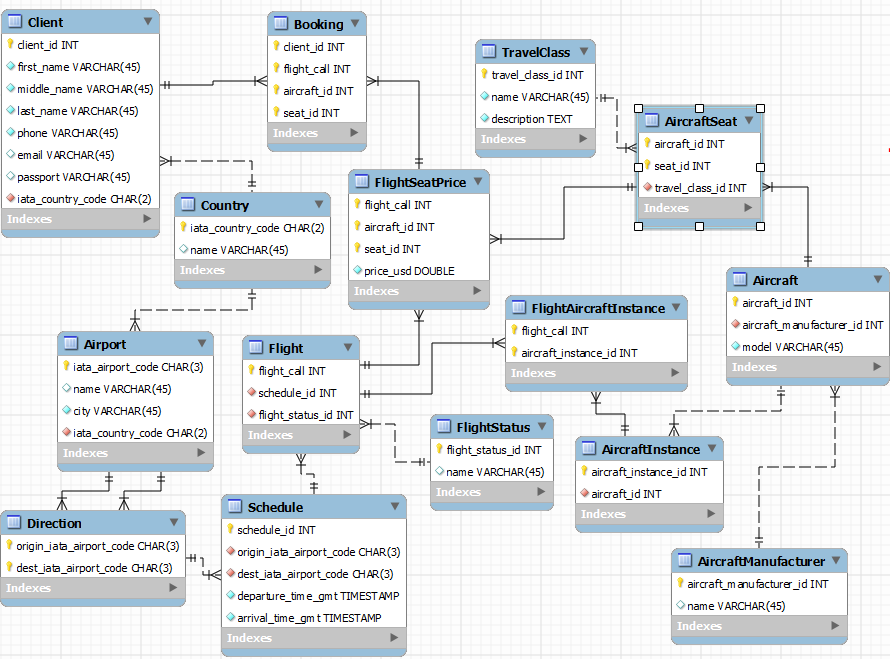 Client
client_id INT
first_name VARCHAR(45)
middle_name VARCHAR(45)
last_name VARCHAR(45)
phone VARCHAR(45)
email VARCHAR(45)
passport VARCHAR(45)
iata_country_code CHAR(2)
Indexes
Booking
client_id INT
flight_call INT
aircraft_id INT
seat_id INT
Indexes
TravelClass
travel_class_id INT
name VARCHAR(45)
description TEXT
Indexes
AircraftSeat
aircraft_id INT
seat_id INT
travel_class_id INT
Indexes
Country
iata_country_code CHAR(2)
name VARCHAR(45)
Indexes
FlightSeatPrice
flight_call INT
aircraft_id INT
seat_id INT
price_usd DOUBLE
Indexes
Aircraft
aircraft_id INT
aircraft_manufacturer_id INT
model VARCHAR(45)
Indexes
FlightAircraftInstance
flight_call INT
aircraft_instance_id INT
Indexes
Airport
iata_airport_code CHAR(3)
name VARCHAR(45)
city VARCHAR(45)
iata_country_code CHAR(2)
Indexes
Flight
flight_call INT
schedule_id INT
flight_status_id INT
Indexes
FlightStatus
flight_status_id INT
name VARCHAR(45)
Indexes
AircraftInstance
aircraft_instance_id INT
aircraft_id INT
Indexes
Direction
origin_iata_airport_code CHAR(3)
dest_iata_airport_code CHAR(3)
Indexes
Schedule
schedule_id INT
origin_iata_airport_code CHAR(3)
dest_iata_airport_code CHAR(3)
departure_time_gmt TIMESTAMP
arrival_time_gmt TIMESTAMP
Indexes
AircraftManufacturer
aircraft_manufacturer_id INT
name VARCHAR(45)
Indexes